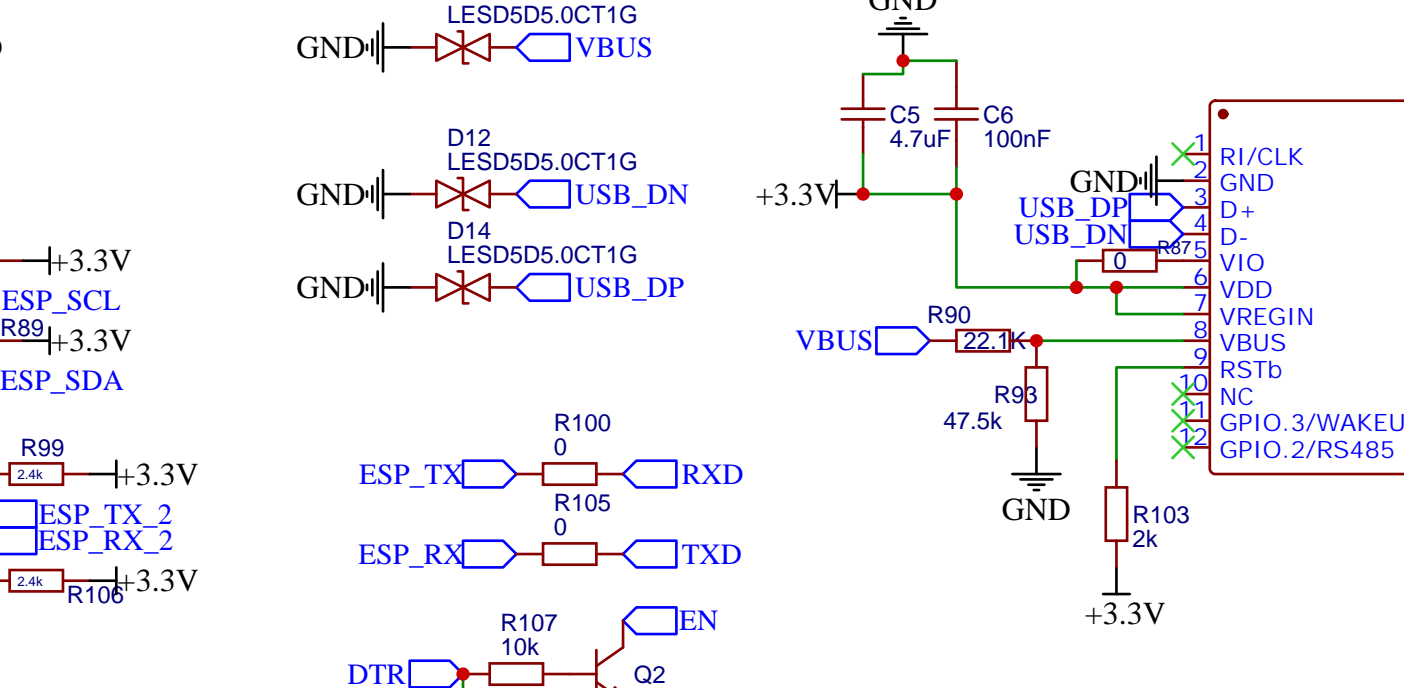 LESD5D5.0CT1G
GND VBUS
D12
LESD5D5.0CT1G
GND USB_DN
D14
LESD5D5.0CT1G
GND USB_DP
+3.3V
ESP_SCL
R89
+3.3V
ESP_SDA
R99
2.4k
+3.3V
ESP_TX_2
ESP_RX_2
2.4k
+3.3V
R106
R100
0
ESP_TX RXD
R105
0
ESP_RX TXD
R107
10k
EN
DTR
Q2
GND
C5
4.7uF
C6
100nF
+3.3V
GND
USB_DP
USB_DN
R87
0
VBUS
R90
22.1K
R93
47.5k
GND
R103
2k
+3.3V
1 RI/CLK
2 GND
3 D+
4 D-
5 VIO
6 VDD
7 VREGIN
8 VBUS
9 RSTb
10 NC
11 GPIO.3/WAKEU
12 GPIO.2/RS485